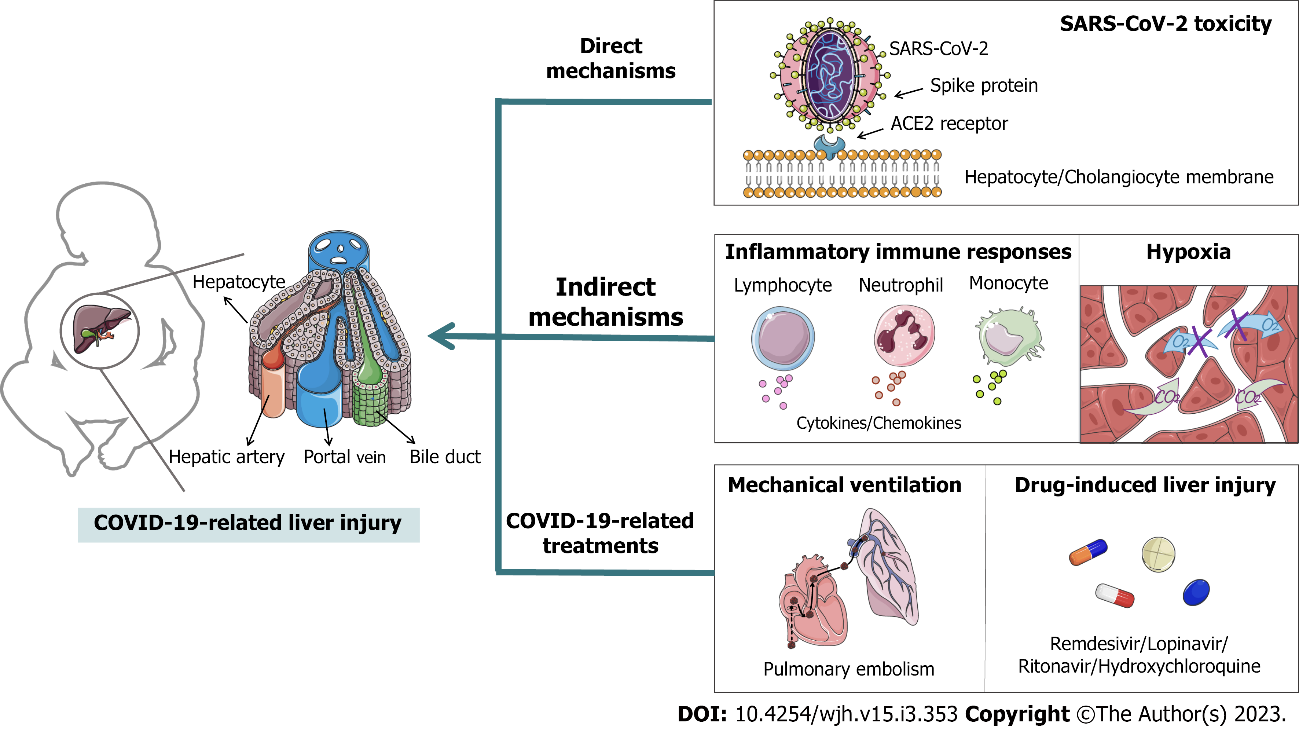 Direct
mechanisms
SARS-CoV-2 toxicity
SARS-CoV-2
Spike protein
ACE2 receptor
Hepatocyte/Cholangiocyte membrane
Hepatocyte
Hepatic artery
Portal vein
Bile duct
COVID-19-related liver injury
Indirect
mechanisms
Inflammatory immune responses
Lymphocyte
Neutrophil
Monocyte
Cytokines/Chemokines
Hypoxia
O2
O2
CO2
CO2
COVID-19-related
treatments
Mechanical ventilation
Pulmonary embolism
Drug-induced liver injury
Remdesivir/Lopinavir/
Ritonavir/Hydroxychloroquine
DOI: 10.4254/wjh.v15.i3.353 Copyright ©The Author(s) 2023.